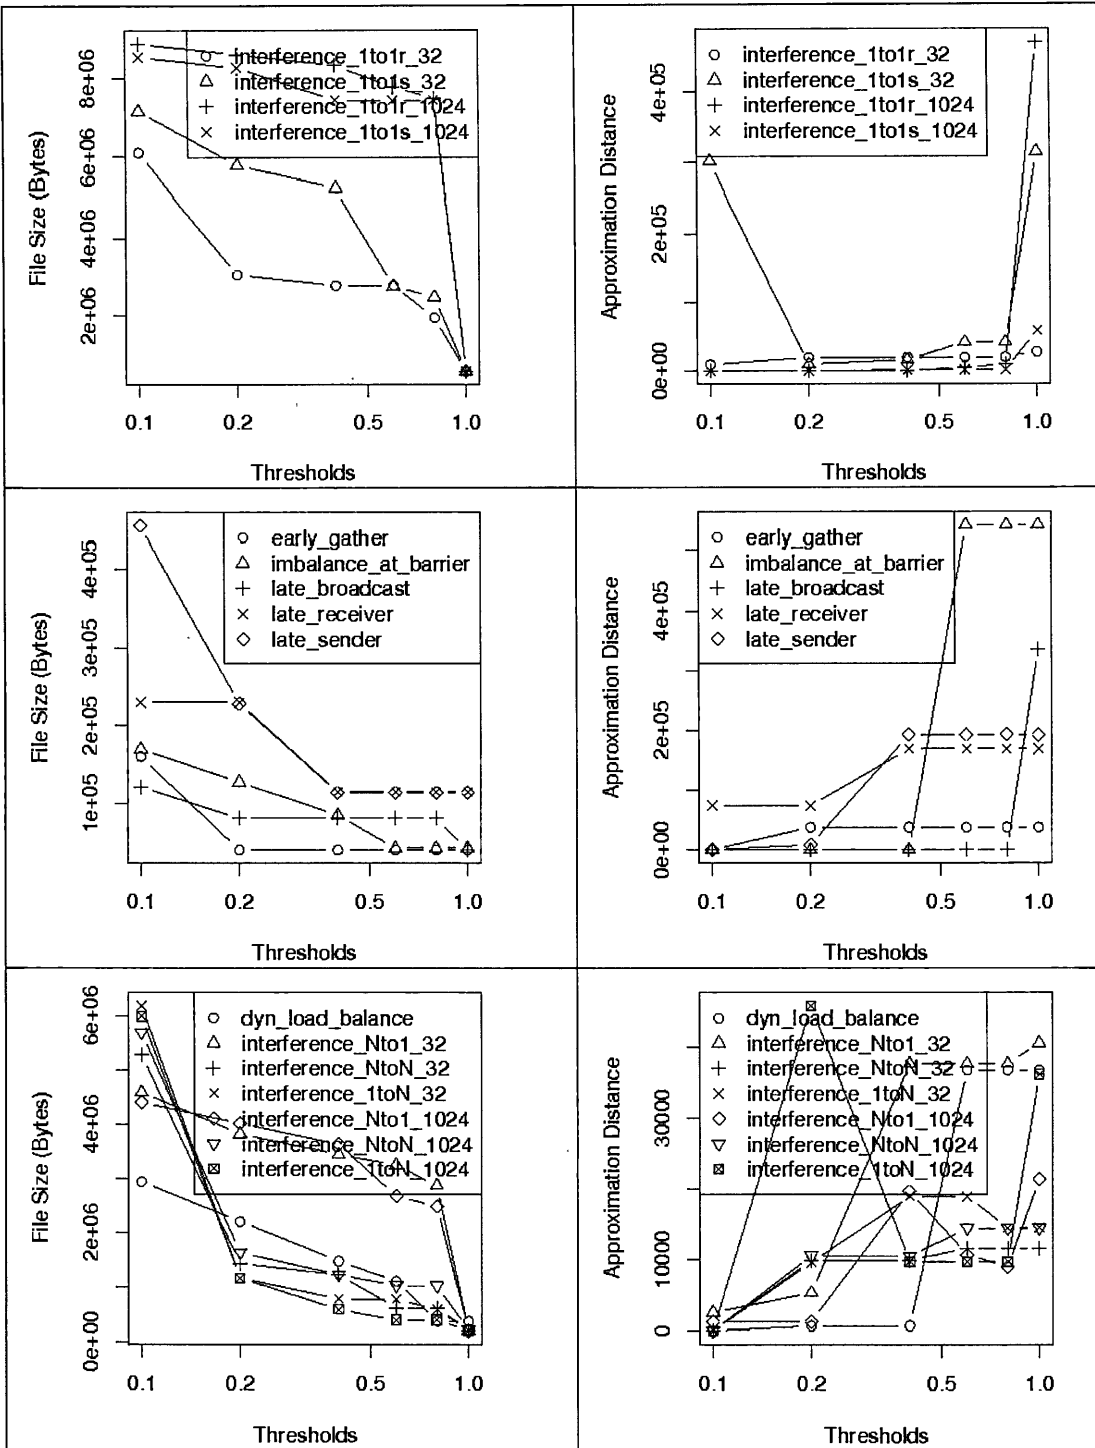 File Size (Bytes)
2e+06
4e+06
6e+06
8e+06
interference_1to1r_32
interference_1to1s_32
interference_1to1r_1024
interference_1to1s_1024
0.1
0.2
0.5
1.0
Thresholds
Approximation Distance
0e+00
2e+05
4e+05
interference_1to1r_32
interference_1to1s_32
interference_1to1r_1024
interference_1to1s_1024
0.1
0.2
0.5
1.0
Thresholds
File Size (Bytes)
1e+05
2e+05
3e+05
4e+05
early_gather
imbalance_at_barrier
late_broadcast
late_receiver
late_sender
0.1
0.2
0.5
1.0
Thresholds
Approximation Distance
0e+00
2e+05
4e+05
early_gather
imbalance_at_barrier
late_broadcast
late_receiver
late_sender
0.1
0.2
0.5
1.0
Thresholds
File Size (Bytes)
0e+00
2e+06
4e+06
6e+06
dyn_load_balance
interference_Nto1_32
interference_NtoN_32
interference_1toN_32
interference_Nto1_1024
interference_NtoN_1024
interference_1toN_1024
0.1
0.2
0.5
1.0
Thresholds
Approximation Distance
0
10000
30000
dyn_load_balance
interference_Nto1_32
interference_NtoN_32
interference_1toN_32
interference_Nto1_1024
interference_NtoN_1024
interference_1toN_1024
0.1
0.2
0.5
1.0
Thresholds